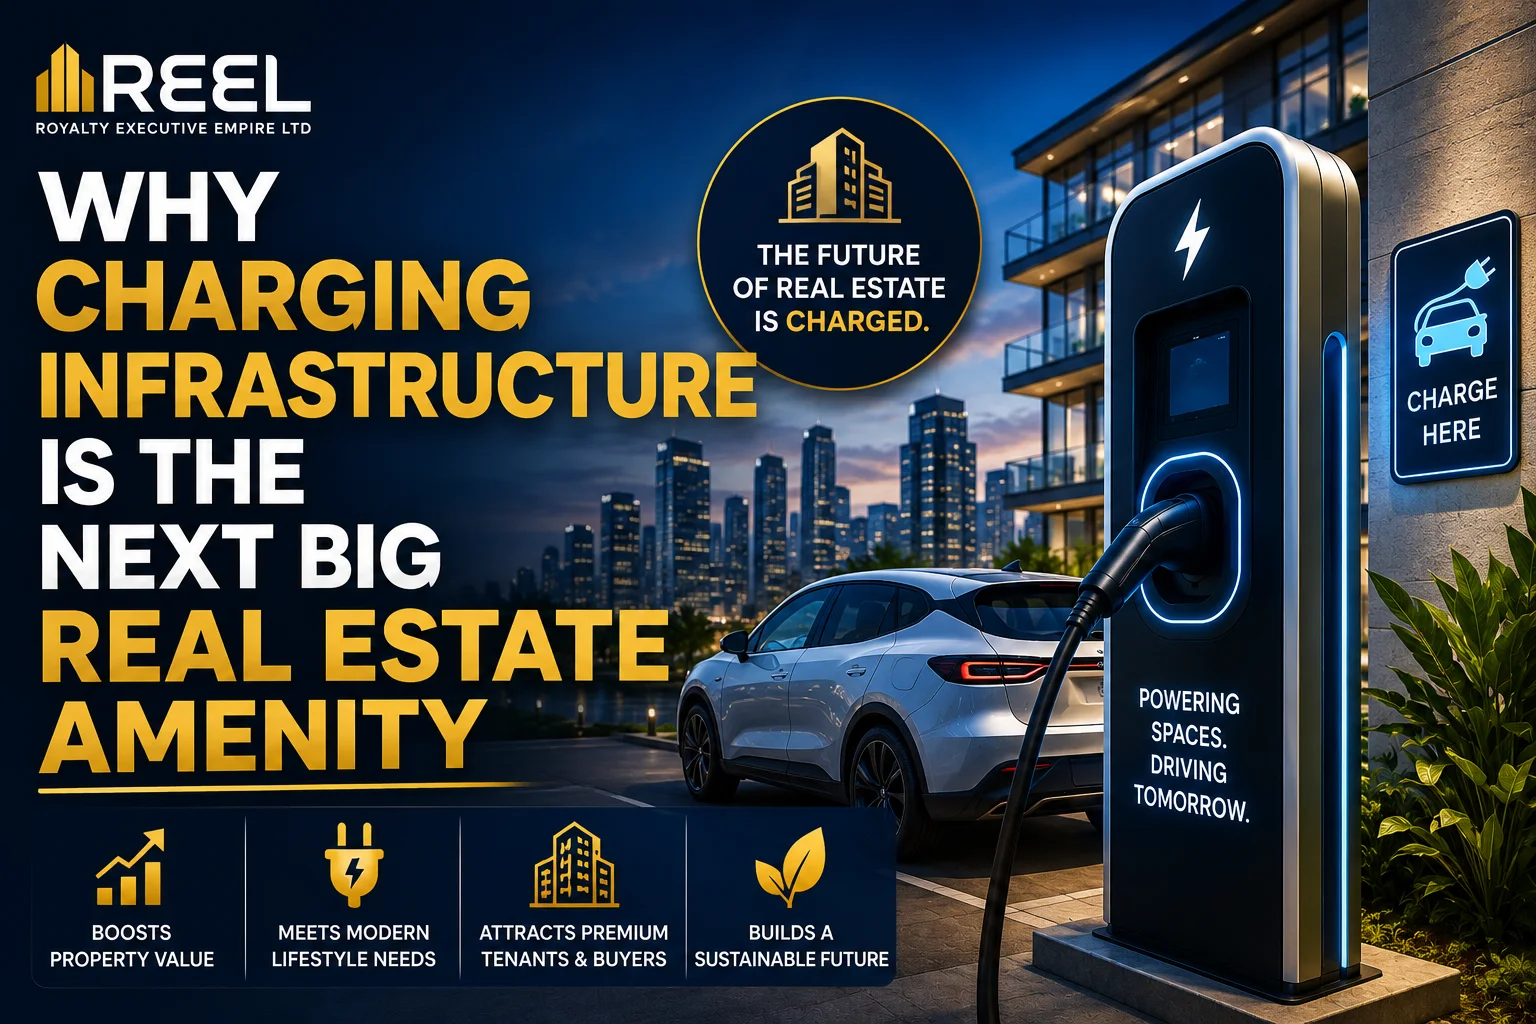 REEL
ROYALTY EXECUTIVE EMPIRE LTD
WHY
CHARGING
INFRASTRUCTURE
IS THE
NEXT BIG
REAL ESTATE
AMENITY
THE FUTURE
OF REAL ESTATE
IS CHARGED.
CHARGE
HERE
POWERING
SPACES.
DRIVING
TOMORROW.
BOOSTS
PROPERTY VALUE
MEETS MODERN
LIFESTYLE NEEDS
ATTRACTS PREMIUM
TENANTS & BUYERS
BUILDS A
SUSTAINABLE FUTURE